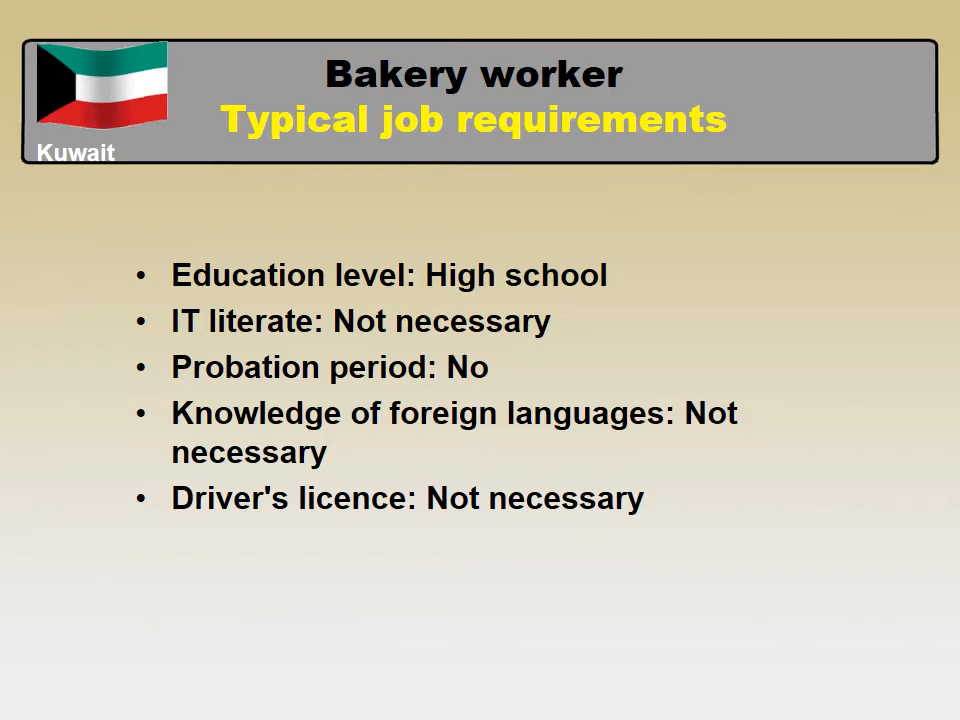 Bakery worker
Typical job requirements
Kuwait
• Education level: High school
• IT literate: Not necessary
• Probation period: No
• Knowledge of foreign languages: Not
necessary
• Driver's licence: Not necessary